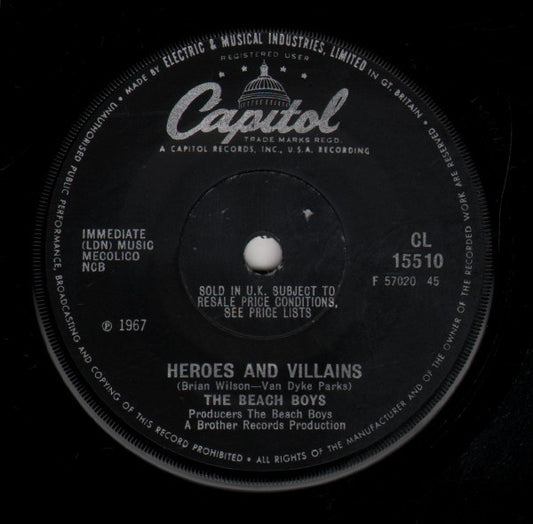 • MADE BY ELECTRIC & MUSICAL INDUSTRIES, LIMITED IN GT. BRITAIN • ALL RIGHTS OF THE MANUFACTURER AND OF THE OWNER OF THE RECORDED WORK ARE RESERVED
UNAUTHORISED PUBLIC PERFORMANCE, BROADCASTING AND COPYING OF THIS RECORD PROHIBITED
REGISTERED USER
Capitol
TRADE MARKS REGD.
A CAPITOL RECORDS, INC., U.S.A. RECORDING
IMMEDIATE
(LDN) MUSIC
MECOLICO
NCB
CL
15510
F 57020 45
SOLD IN U.K. SUBJECT TO
RESALE PRICE CONDITIONS,
SEE PRICE LISTS
℗ 1967
HEROES AND VILLAINS
(Brian Wilson—Van Dyke Parks)
THE BEACH BOYS
Producers The Beach Boys
A Brother Records Production